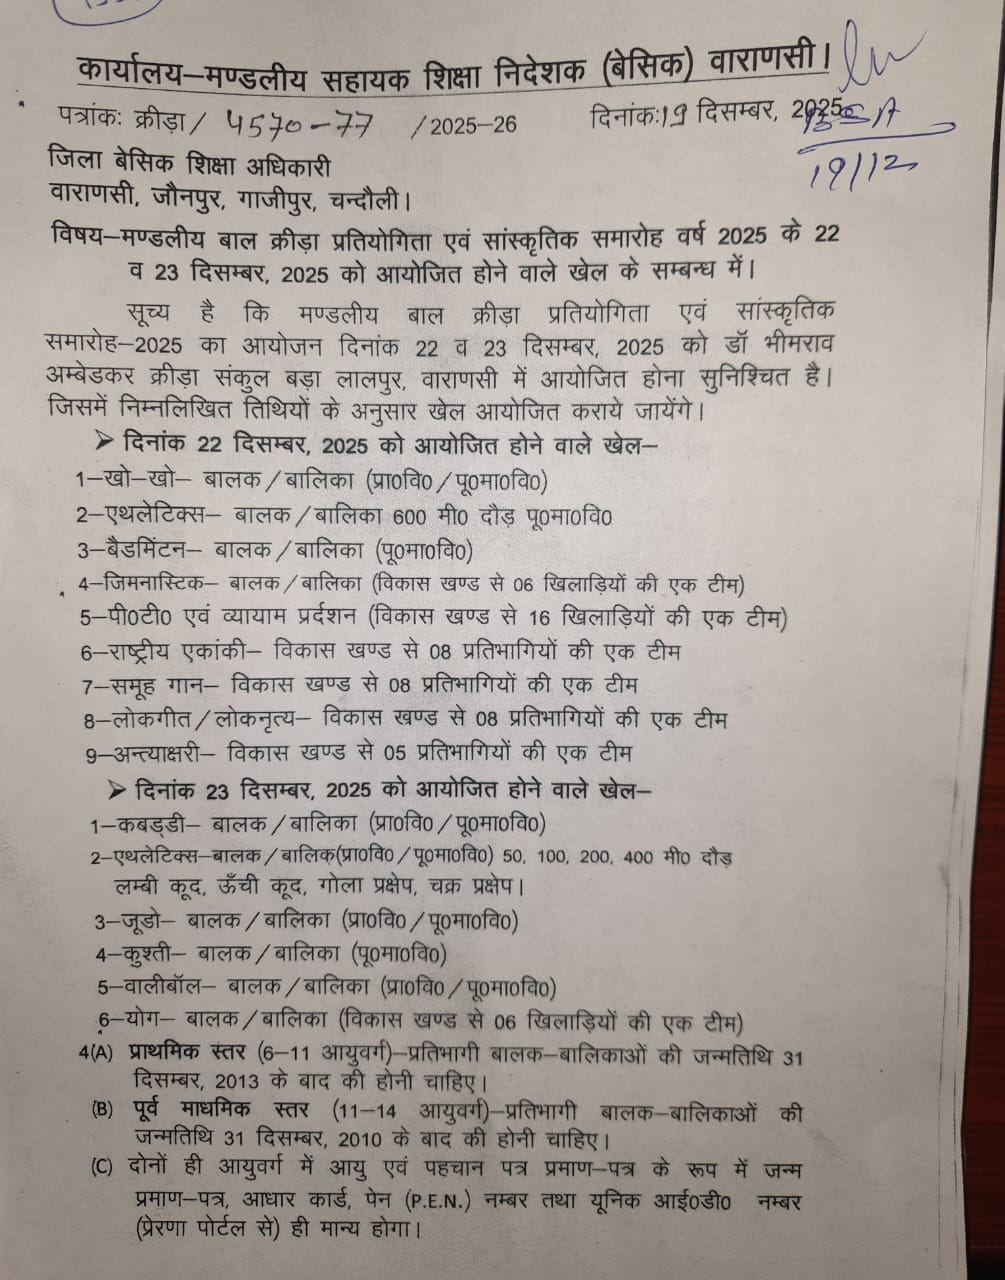 कार्यालय–मण्डलीय सहायक शिक्षा निदेशक (बेसिक) वाराणसी।
पत्रांकः क्रीड़ा / 4570-77 / 2025–26 दिनांकः19 दिसम्बर, 2025
BSA
19/12
जिला बेसिक शिक्षा अधिकारी
वाराणसी, जौनपुर, गाजीपुर, चन्दौली।
विषय–मण्डलीय बाल क्रीड़ा प्रतियोगिता एवं सांस्कृतिक समारोह वर्ष 2025 के 22
व 23 दिसम्बर, 2025 को आयोजित होने वाले खेल के सम्बन्ध में।
सूच्य है कि मण्डलीय बाल क्रीड़ा प्रतियोगिता एवं सांस्कृतिक
समारोह–2025 का आयोजन दिनांक 22 व 23 दिसम्बर, 2025 को डॉ भीमराव
अम्बेडकर क्रीड़ा संकुल बड़ा लालपुर, वाराणसी में आयोजित होना सुनिश्चित है।
जिसमें निम्नलिखित तिथियों के अनुसार खेल आयोजित कराये जायेंगे।
➢ दिनांक 22 दिसम्बर, 2025 को आयोजित होने वाले खेल–
1–खो–खो– बालक / बालिका (प्रा0वि0 / पू0मा0वि0)
2–एथलेटिक्स– बालक / बालिका 600 मी0 दौड़ पू0मा0वि0
3–बैडमिंटन– बालक / बालिका (पू0मा0वि0)
4–जिमनास्टिक– बालक / बालिका (विकास खण्ड से 06 खिलाड़ियों की एक टीम)
5–पी0टी0 एवं व्यायाम प्रर्दशन (विकास खण्ड से 16 खिलाड़ियों की एक टीम)
6–राष्ट्रीय एकांकी– विकास खण्ड से 08 प्रतिभागियों की एक टीम
7–समूह गान– विकास खण्ड से 08 प्रतिभागियों की एक टीम
8–लोकगीत / लोकनृत्य– विकास खण्ड से 08 प्रतिभागियों की एक टीम
9–अन्त्याक्षरी– विकास खण्ड से 05 प्रतिभागियों की एक टीम
➢ दिनांक 23 दिसम्बर, 2025 को आयोजित होने वाले खेल–
1–कबड्डी– बालक / बालिका (प्रा0वि0 / पू0मा0वि0)
2–एथलेटिक्स–बालक / बालिक(प्रा0वि0 / पू0मा0वि0) 50, 100, 200, 400 मी0 दौड़
लम्बी कूद, ऊँची कूद, गोला प्रक्षेप, चक्र प्रक्षेप।
3–जूडो– बालक / बालिका (प्रा0वि0 / पू0मा0वि0)
4–कुश्ती– बालक / बालिका (पू0मा0वि0)
5–वालीबॉल– बालक / बालिका (प्रा0वि0 / पू0मा0वि0)
6–योग– बालक / बालिका (विकास खण्ड से 06 खिलाड़ियों की एक टीम)
4(A) प्राथमिक स्तर (6–11 आयुवर्ग)–प्रतिभागी बालक–बालिकाओं की जन्मतिथि 31
दिसम्बर, 2013 के बाद की होनी चाहिए।
(B) पूर्व माधमिक स्तर (11–14 आयुवर्ग)–प्रतिभागी बालक–बालिकाओं की
जन्मतिथि 31 दिसम्बर, 2010 के बाद की होनी चाहिए।
(C) दोनों ही आयुवर्ग में आयु एवं पहचान पत्र प्रमाण–पत्र के रूप में जन्म
प्रमाण–पत्र, आधार कार्ड, पेन (P.E.N.) नम्बर तथा यूनिक आई0डी0 नम्बर
(प्रेरणा पोर्टल से) ही मान्य होगा।